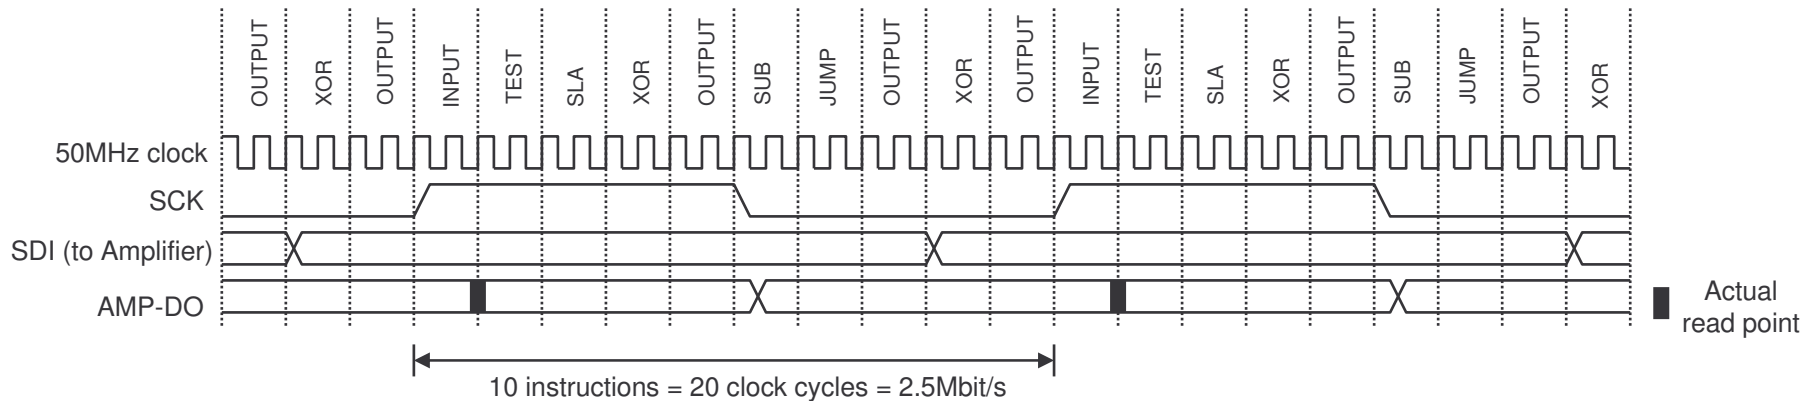 OUTPUT
XOR
OUTPUT
INPUT
TEST
SLA
XOR
OUTPUT
SUB
JUMP
OUTPUT
XOR
OUTPUT
INPUT
TEST
SLA
XOR
OUTPUT
SUB
JUMP
OUTPUT
XOR
50MHz clock
SCK
SDI (to Amplifier)
AMP-DO
Actual
read point
10 instructions = 20 clock cycles = 2.5Mbit/s